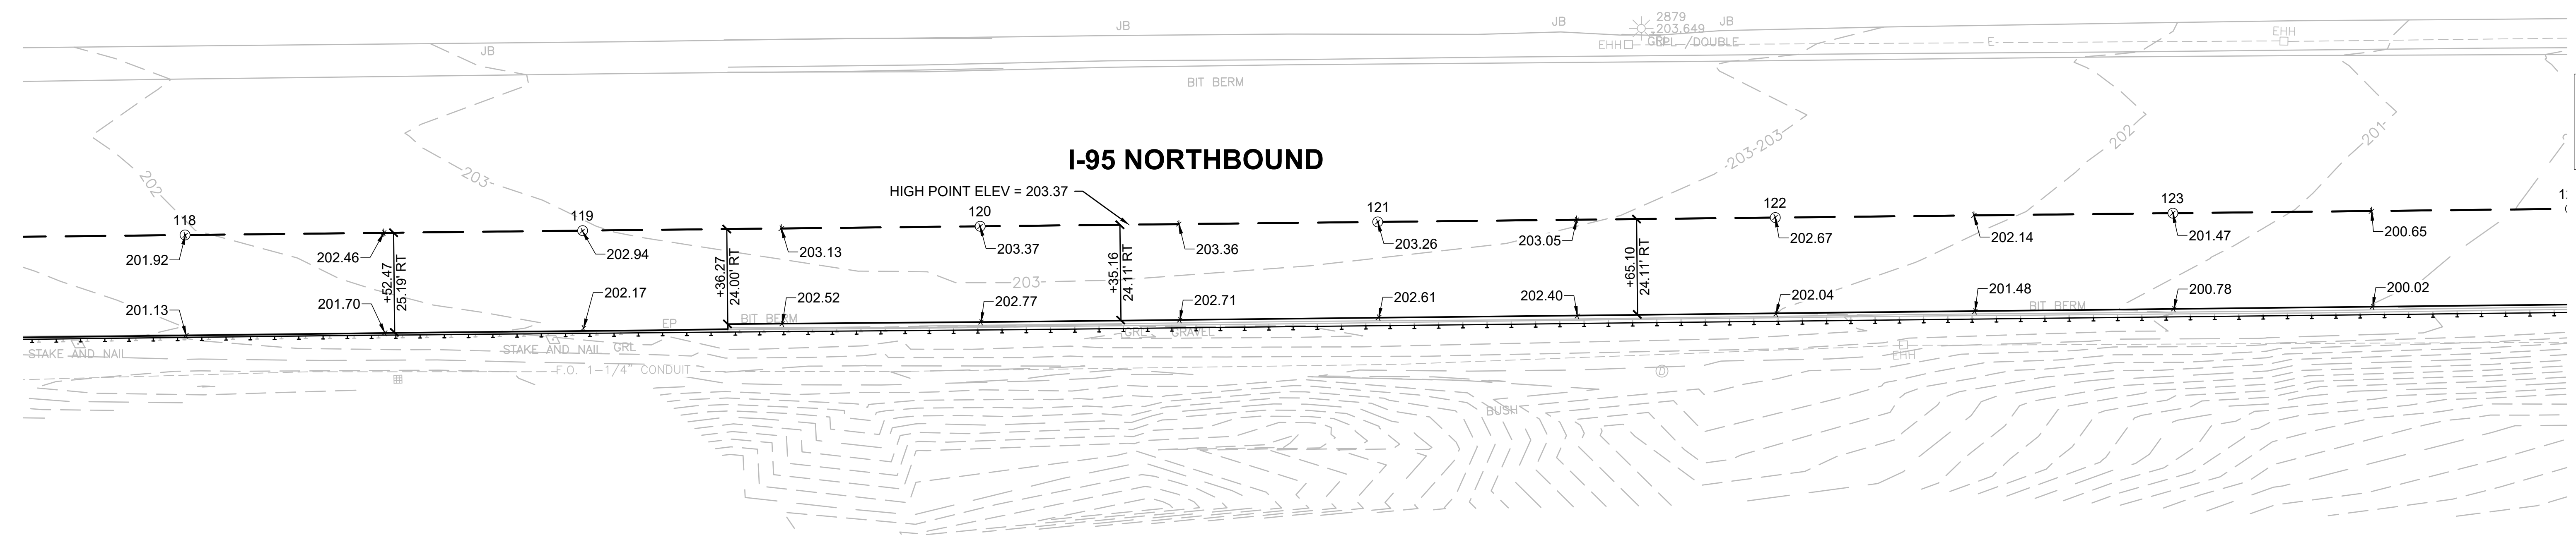 JB
JB
JB
JB
2879
203.649
EHH
/DOUBLE
E
EHH
BIT BERM
I-95 NORTHBOUND
202
203
-203-203
202
201
HIGH POINT ELEV = 203.37
118
119
120
121
122
123
201.92
202.46
202.94
203.13
203.37
203.36
203.26
203.05
202.67
202.14
201.47
200.65
+52.47
25.19' RT
+36.27
24.00' RT
+35.16
24.11' RT
+65.10
24.11' RT
203
201.13
201.70
202.17
202.52
202.77
202.71
202.61
202.40
202.04
201.48
200.78
200.02
EP
BIT BERM
BIT BERM
GRL
GRAVEL
STAKE AND NAIL
STAKE AND NAIL
GRL
EHH
F.O. 1-1/4" CONDUIT
D
BUSH